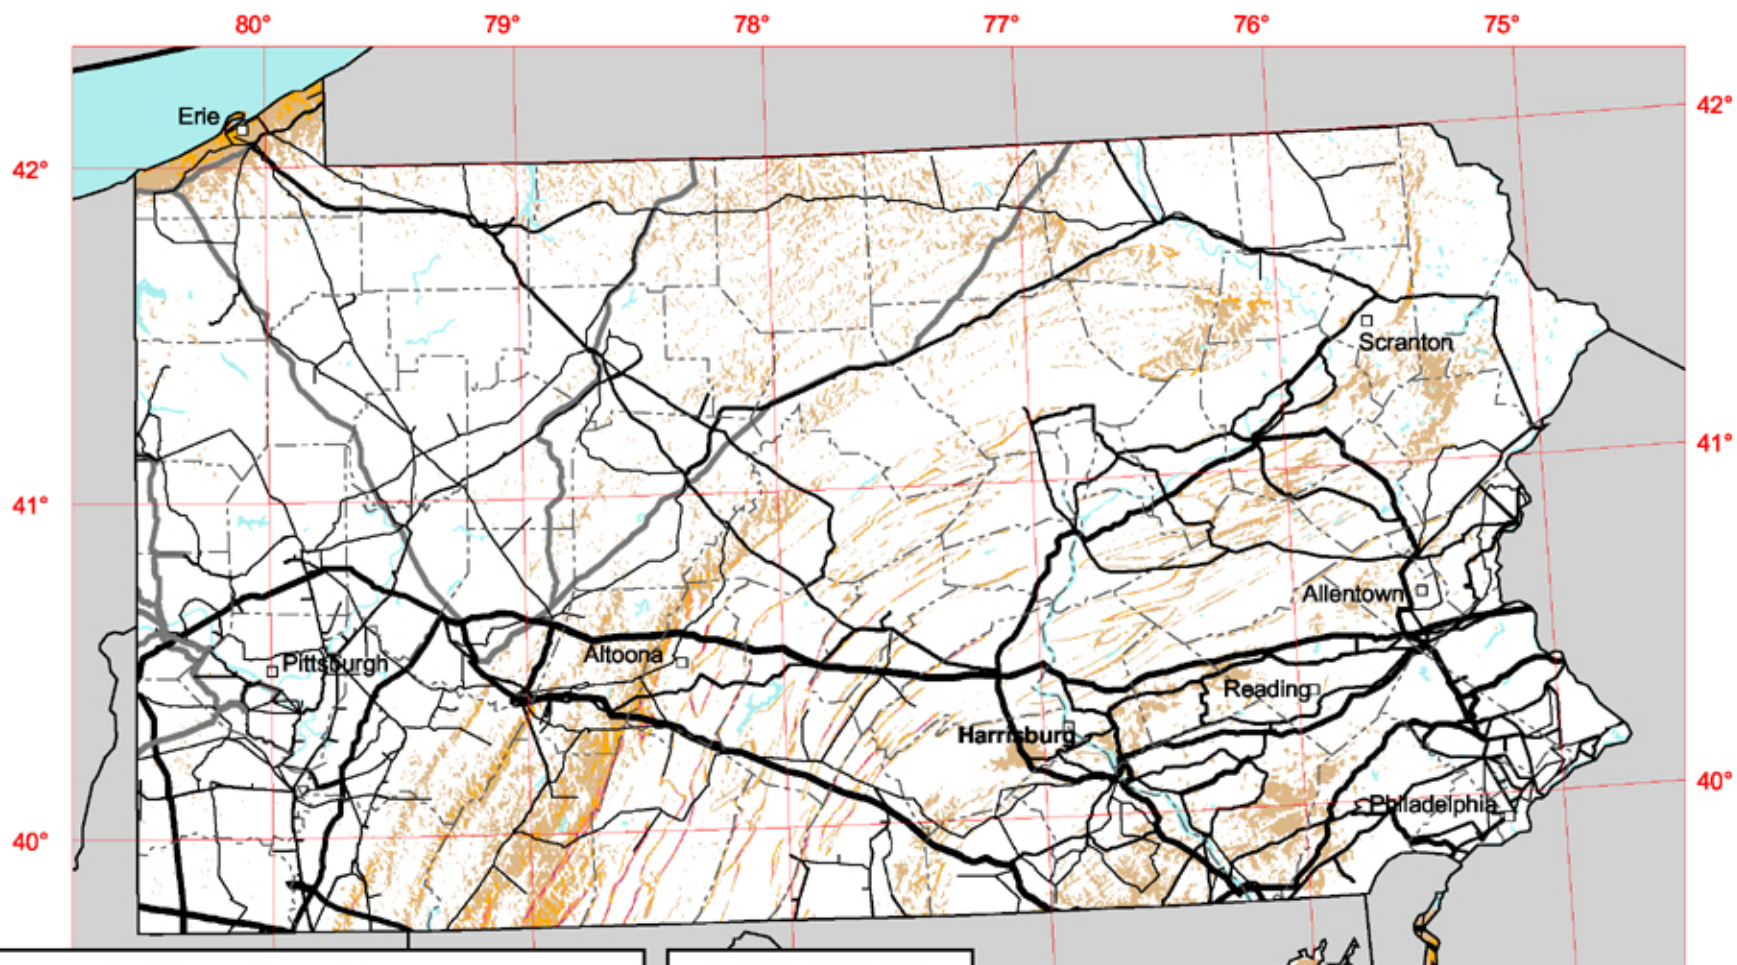 80° 79° 78° 77° 76° 75°
42°
Erie
42°
Scranton
41°
41°
Allentown
Pittsburgh
Altoona
Reading
Harrisburg
40°
Philadelphia
40°